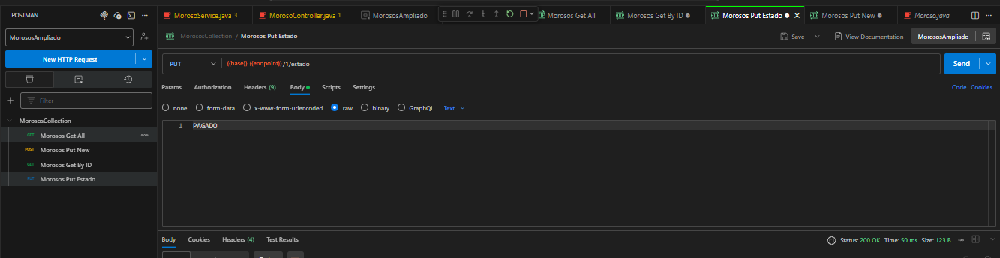 POSTMAN
MorosoService.java 3
MorosoController.java 1
MorososAmpliado
Morosos Get All
Morosos Get By ID
Morosos Put Estado
Morosos Put New
Moroso.java
MorososAmpliado
MorososCollection / Morosos Put Estado
Save
View Documentation
MorososAmpliado
New HTTP Request
PUT
{{base}} {{endpoint}}/1/estado
Send
Filter
Params
Authorization
Headers (9)
Body
Scripts
Settings
Code
Cookies
none
form-data
x-www-form-urlencoded
raw
binary
GraphQL
Text
MorososCollection
GET Morosos Get All
POST Morosos Put New
GET Morosos Get By ID
PUT Morosos Put Estado
1 PAGADO
Body
Cookies
Headers (4)
Test Results
Status: 200 OK Time: 50 ms Size: 123 B